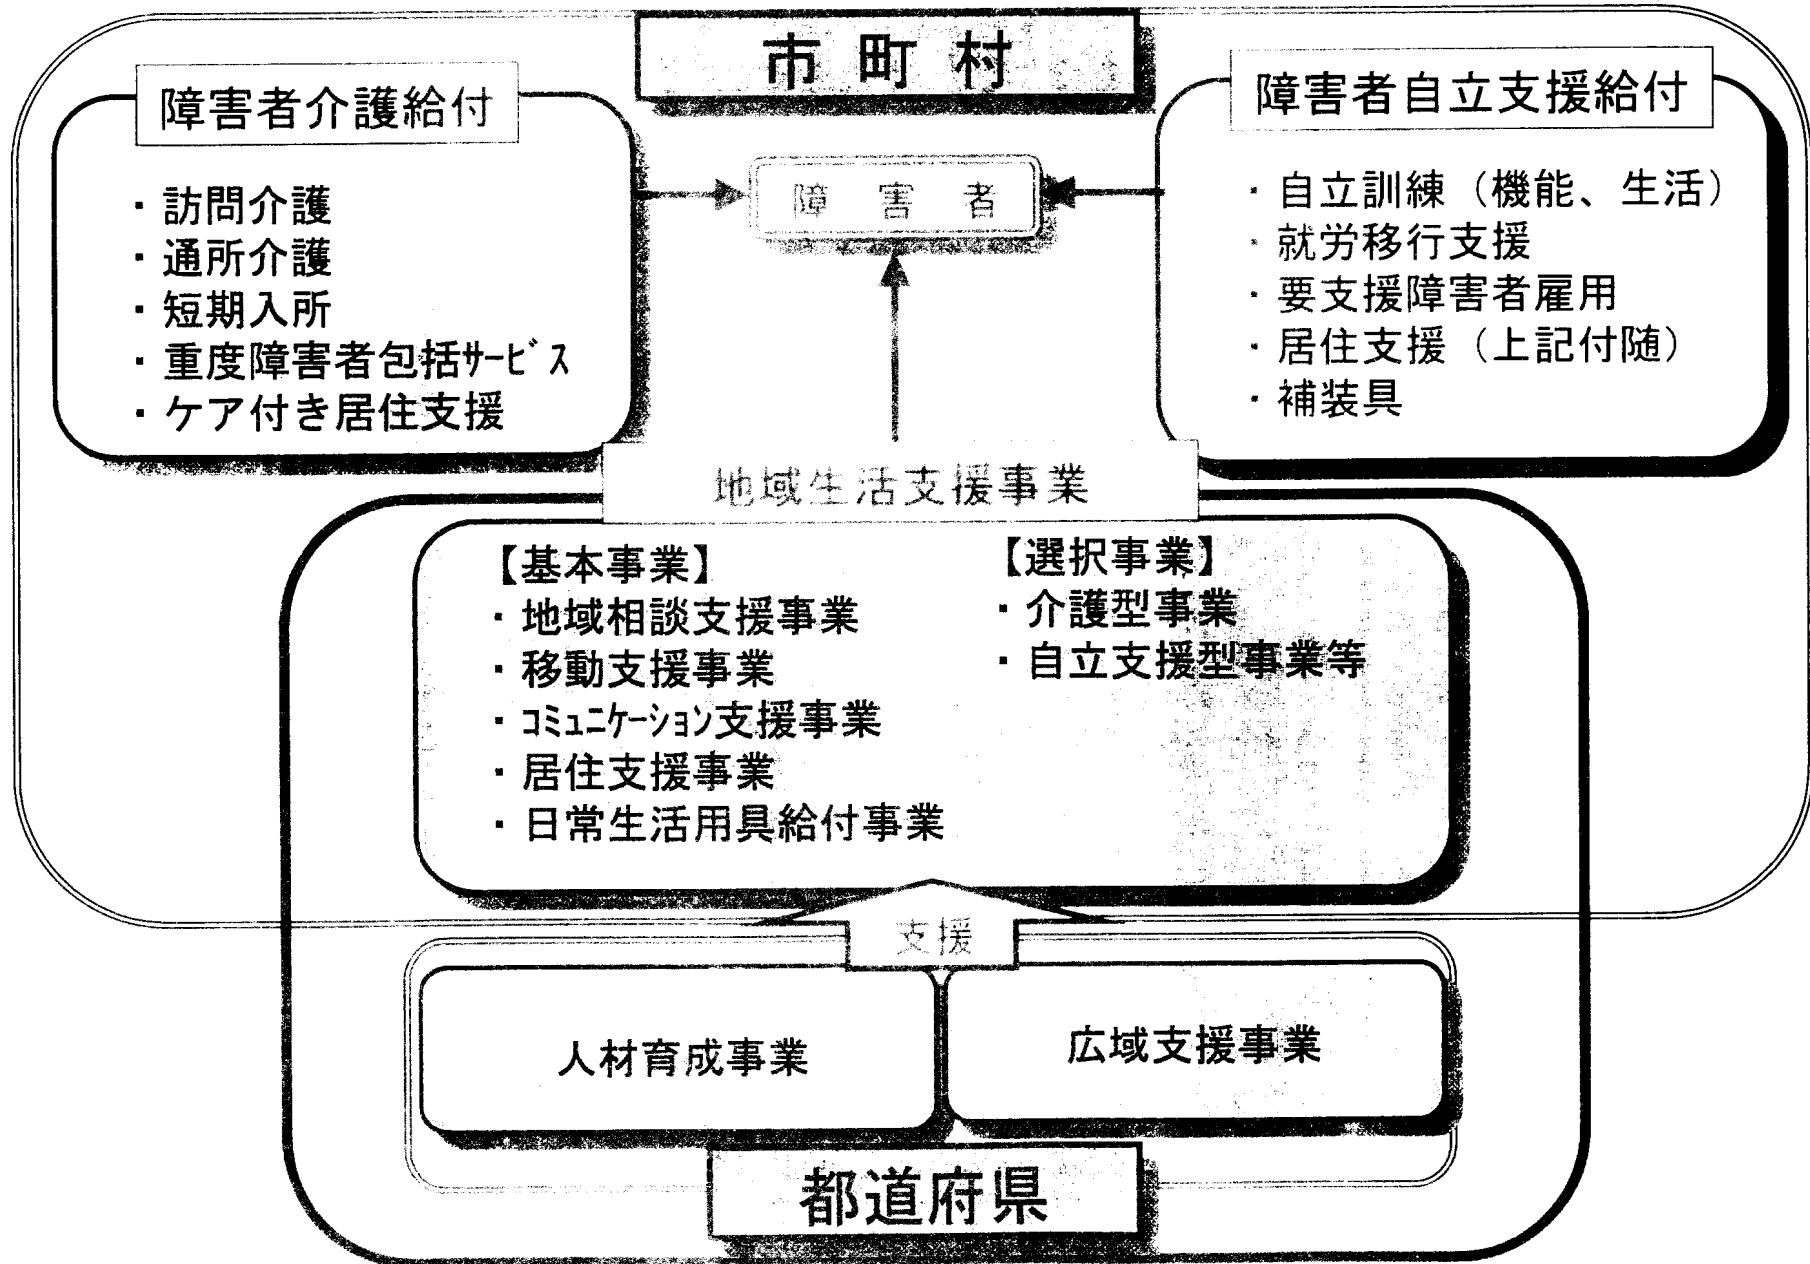 市町村
障害者介護給付
・訪問介護
・通所介護
・短期入所
・重度障害者包括ｻｰﾋﾞｽ
・ケア付き居住支援
障害者
障害者自立支援給付
・自立訓練（機能、生活）
・就労移行支援
・要支援障害者雇用
・居住支援（上記付随）
・補装具
地域生活支援事業
【基本事業】
・地域相談支援事業
・移動支援事業
・ｺﾐｭﾆｹｰｼｮﾝ支援事業
・居住支援事業
・日常生活用具給付事業
【選択事業】
・介護型事業
・自立支援型事業等
支援
人材育成事業
広域支援事業
都道府県